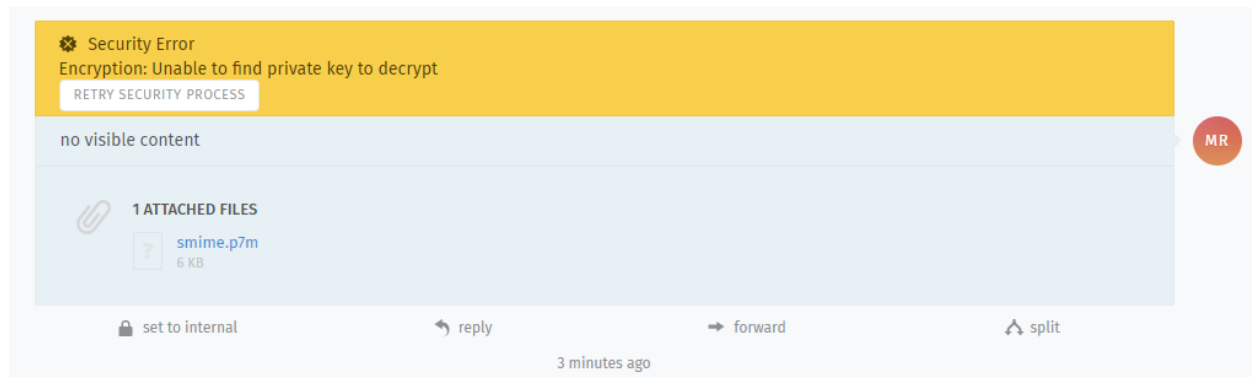 Security Error
Encryption: Unable to find private key to decrypt
RETRY SECURITY PROCESS
no visible content
MR
1 ATTACHED FILES
?
smime.p7m
6 KB
set to internal
reply
forward
split
3 minutes ago